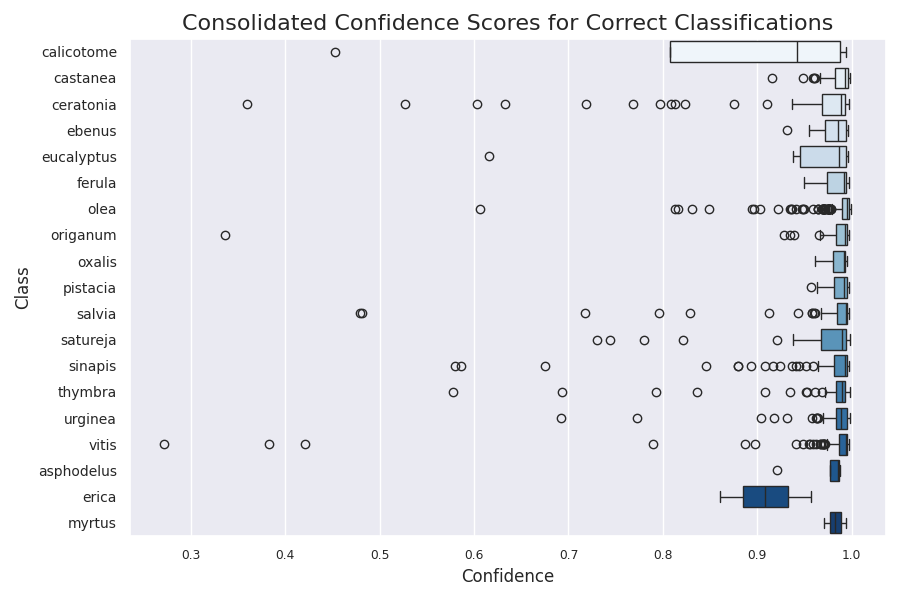 Consolidated Confidence Scores for Correct Classifications
calicotome
castanea
ceratonia
ebenus
eucalyptus
ferula
olea
origanum
oxalis
pistacia
salvia
satureja
sinapis
thymbra
urginea
vitis
asphodelus
erica
myrtus
Class
0.3 0.4 0.5 0.6 0.7 0.8 0.9 1.0
Confidence